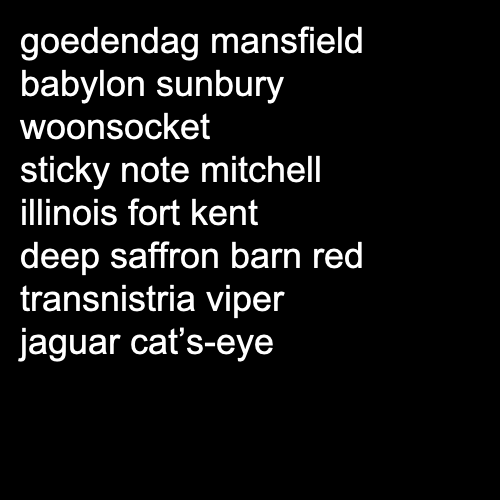 goedendag mansfield
babylon sunbury
woonsocket
sticky note mitchell
illinois fort kent
deep saffron barn red
transnistria viper
jaguar cat’s-eye